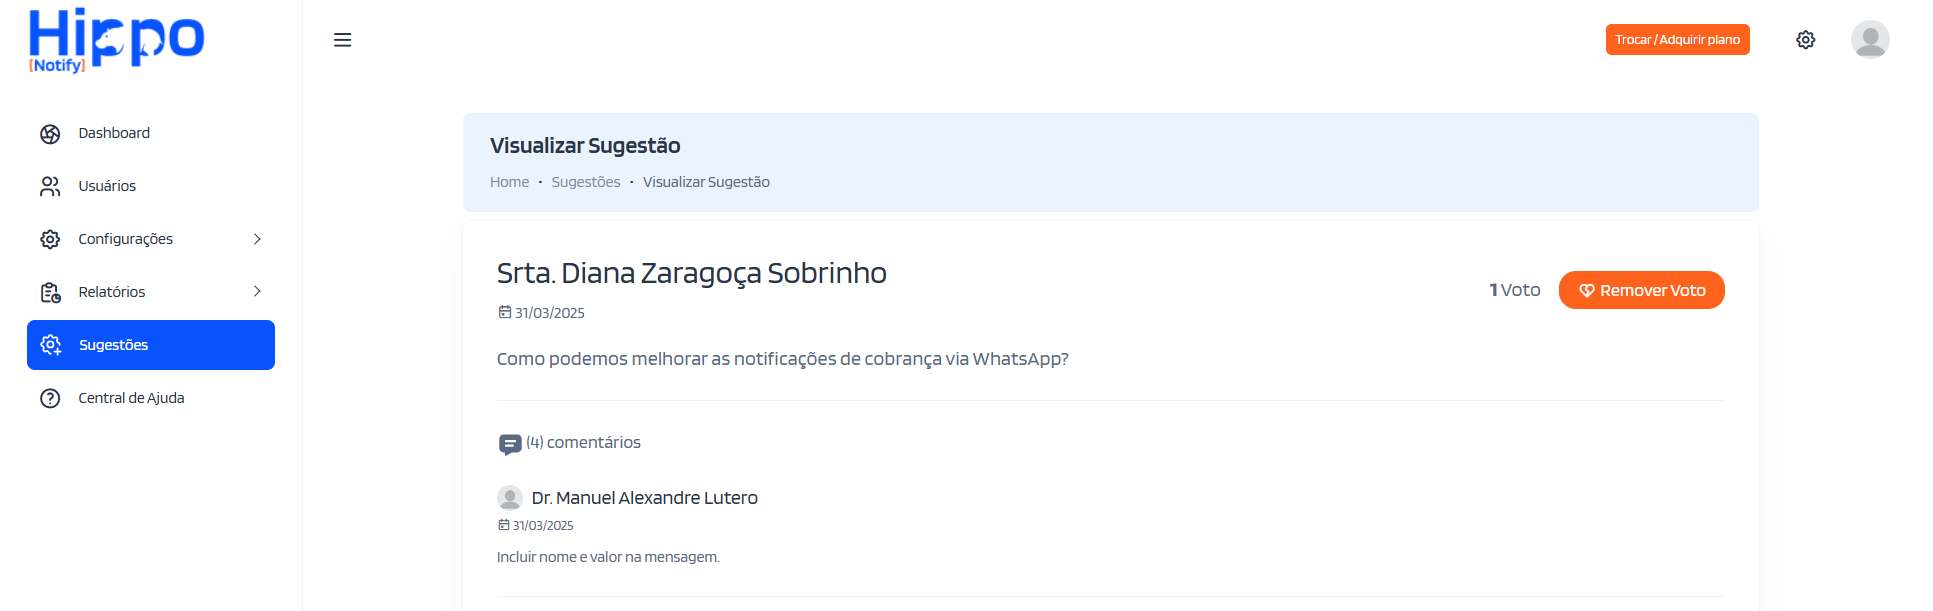 Hippo
[Notify]
Trocar / Adquirir plano
Dashboard
Usuários
Configurações
Relatórios
Sugestões
Central de Ajuda
Visualizar Sugestão
Home • Sugestões • Visualizar Sugestão
Srta. Diana Zaragoça Sobrinho
31/03/2025
1 Voto
Remover Voto
Como podemos melhorar as notificações de cobrança via WhatsApp?
(4) comentários
Dr. Manuel Alexandre Lutero
31/03/2025
Incluir nome e valor na mensagem.